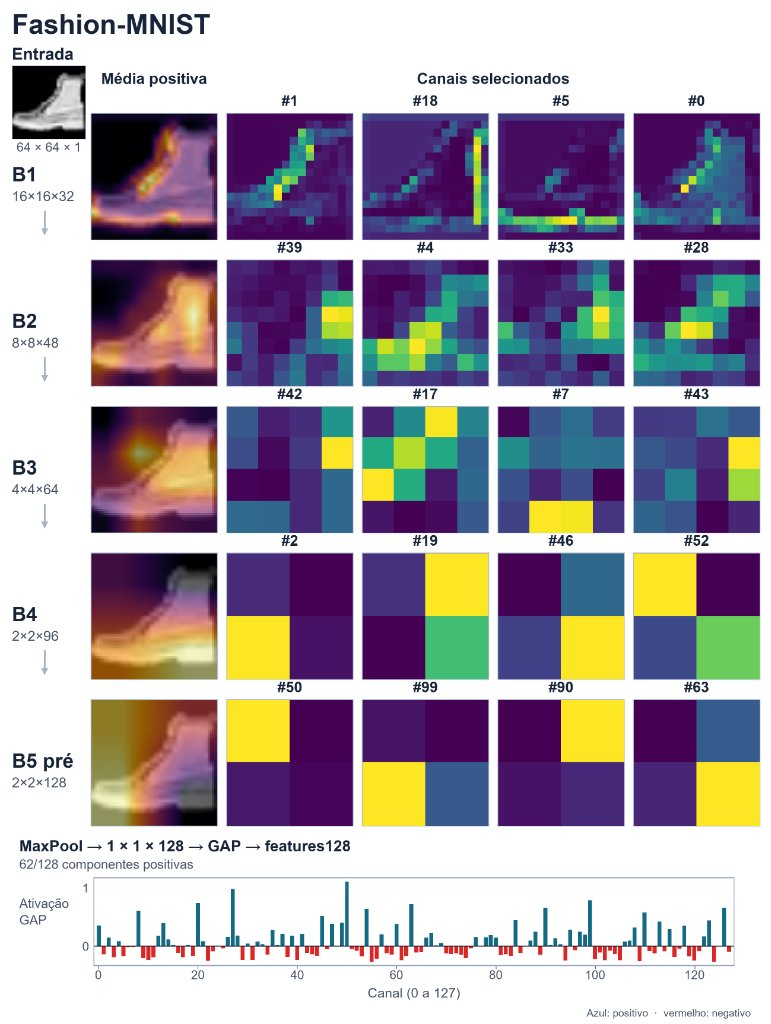 Fashion-MNIST
Entrada
64 × 64 × 1
Média positiva
Canais selecionados
#1 #18 #5 #0
B1
16×16×32
#39 #4 #33 #28
B2
8×8×48
#42 #17 #7 #43
B3
4×4×64
#2 #19 #46 #52
B4
2×2×96
#50 #99 #90 #63
B5 pré
2×2×128
MaxPool → 1 × 1 × 128 → GAP → features128
62/128 componentes positivas
Ativação
GAP
1
0
0 20 40 60 80 100 120
Canal (0 a 127)
Azul: positivo · vermelho: negativo